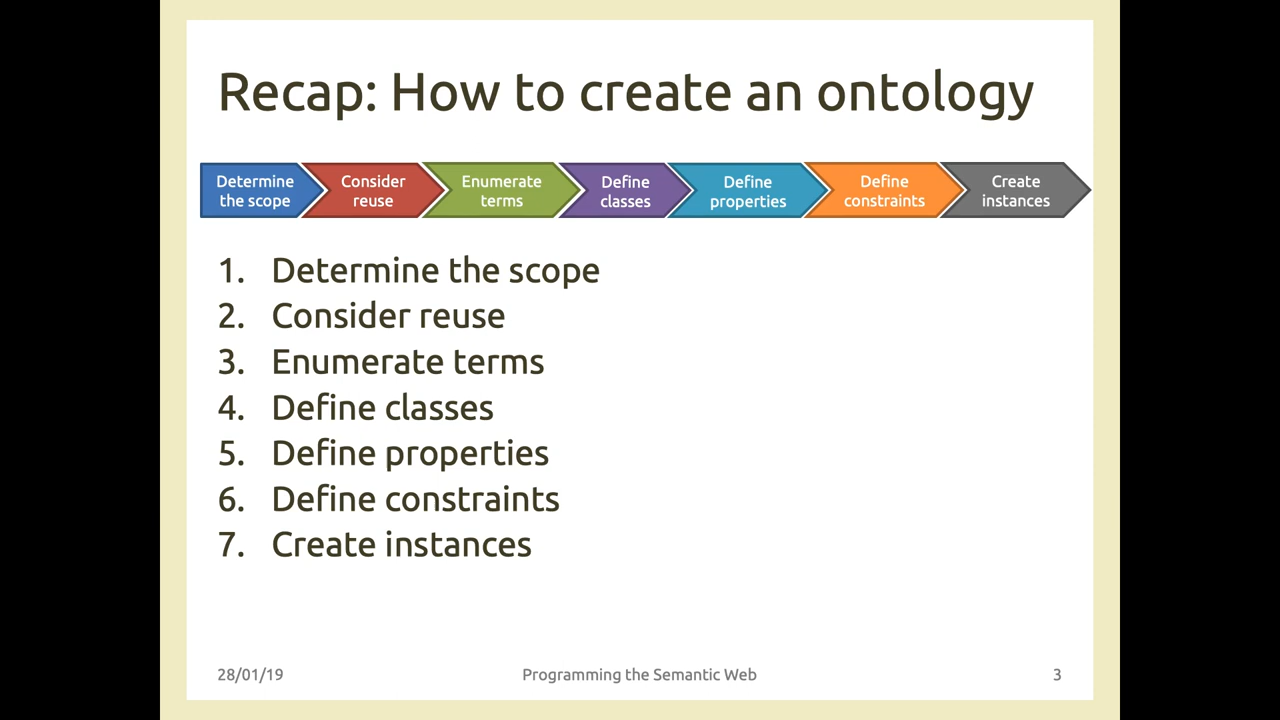 Recap: How to create an ontology
Determine the scope
Consider reuse
Enumerate terms
Define classes
Define properties
Define constraints
Create instances
1. Determine the scope
2. Consider reuse
3. Enumerate terms
4. Define classes
5. Define properties
6. Define constraints
7. Create instances
28/01/19 Programming the Semantic Web 3